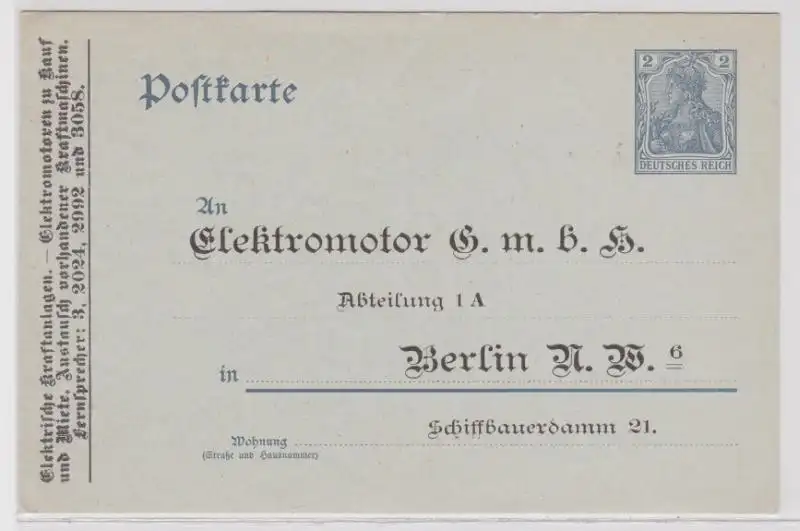 Elektrische Kraftanlagen. — Elektromotoren zu Kauf
und Miete. Austausch vorhandener Kraftmaschinen.
Fernsprecher: 3, 2024, 2992 und 3058.
Postkarte
2 2
DEUTSCHES REICH
An
Elektromotor G. m. b. H.
Abteilung 1 A
in Berlin N. W. 6
Schiffbauerdamm 21.
Wohnung
(Straße und Hausnummer)